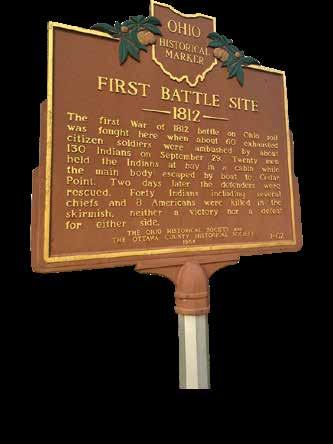 OHIO
HISTORICAL
MARKER
FIRST BATTLE SITE
—1812—
The first War of 1812 battle on Ohio soil
was fought here when about 60 exhausted
citizen soldiers were ambushed by about
130 Indians on September 29. Twenty men
held the Indians at bay in a cabin while
the main body escaped by boat to Cedar
Point. Two days later the defenders were
rescued. Forty Indians including several
chiefs and 8 Americans were killed in the
skirmish, neither a victory nor a defeat
for either side.
THE OHIO HISTORICAL SOCIETY and
THE OTTAWA COUNTY HISTORICAL SOCIETY
1-62